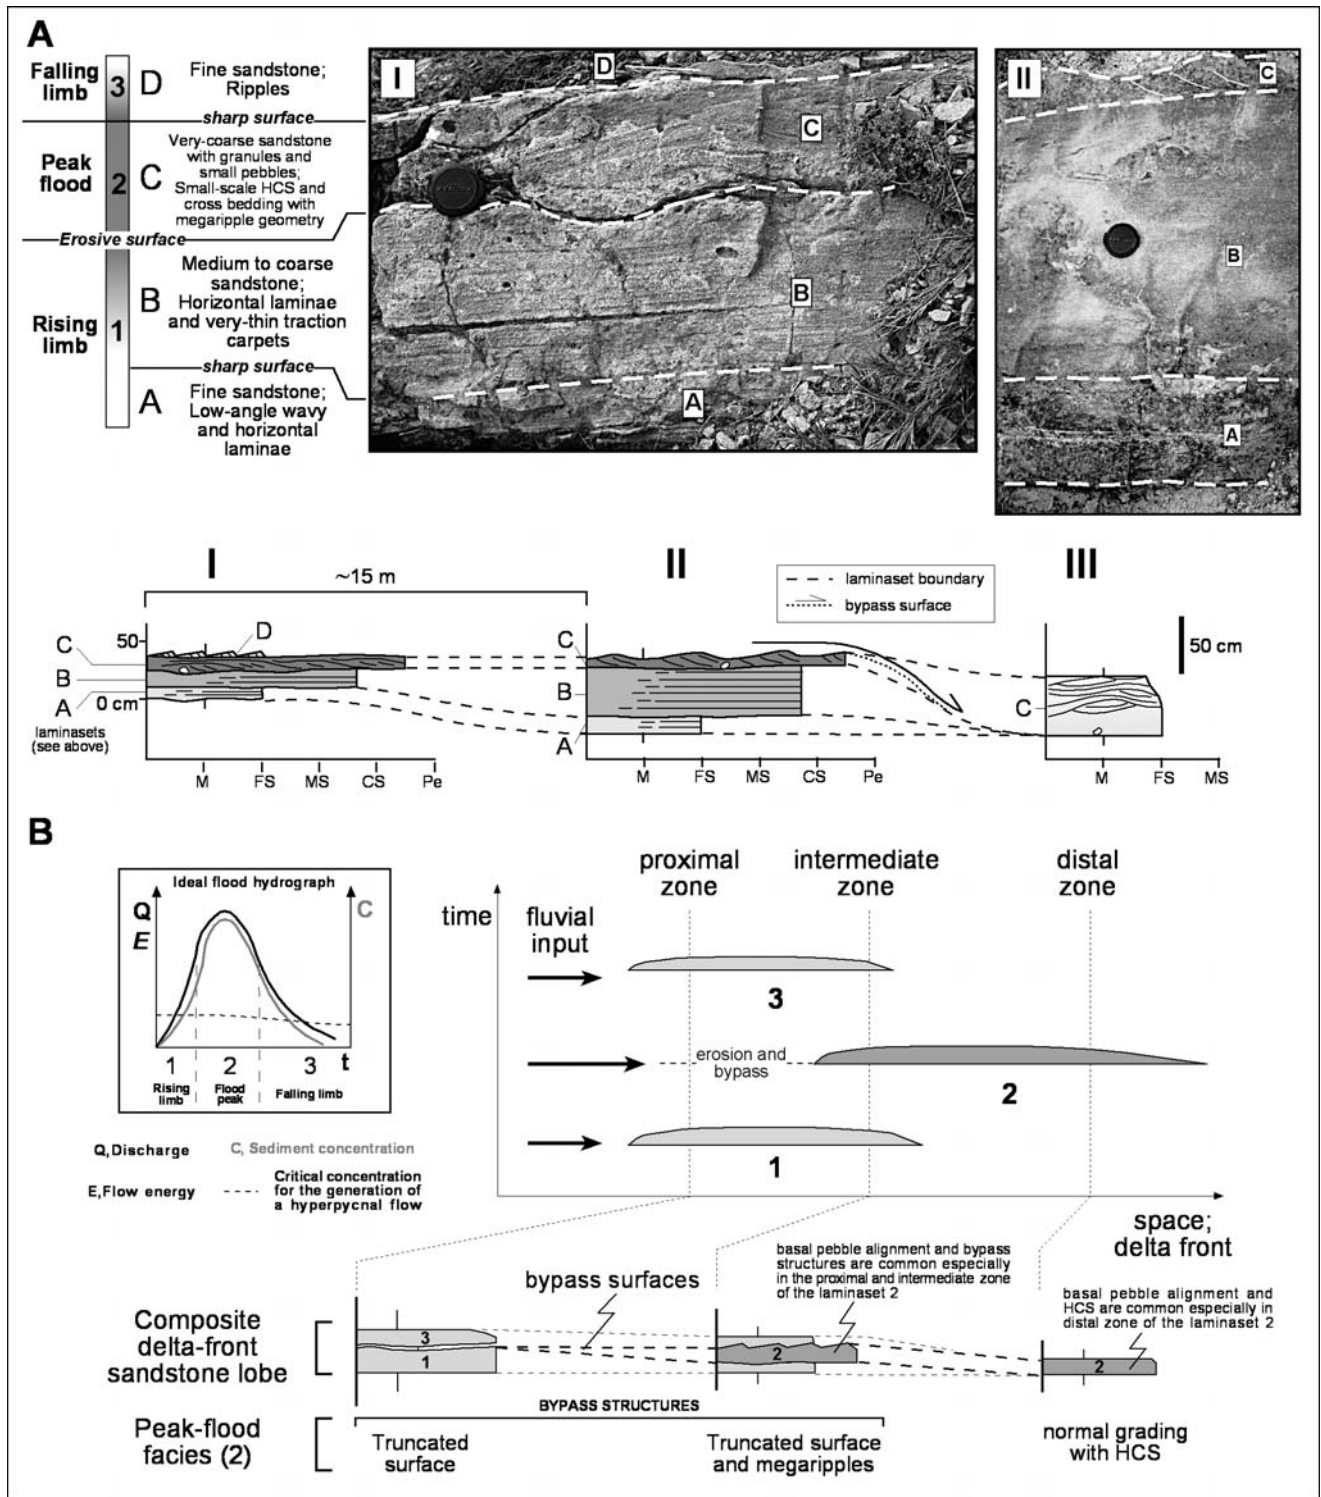 A
Falling
limb
3
D
Fine sandstone;
Ripples
sharp surface
Peak
flood
2
C
Very-coarse sandstone
with granules and
small pebbles;
Small-scale HCS and
cross bedding with
megaripple geometry
Erosive surface
Rising
limb
1
B
Medium to coarse
sandstone;
Horizontal laminae
and very-thin traction
carpets
sharp surface
A
Fine sandstone;
Low-angle wavy
and horizontal
laminae
I
D
C
B
A
II
C
B
A
I
~15 m
II
III
laminaset boundary
bypass surface
50 cm
50
C
D
B
A
0 cm
laminasets
(see above)
M FS MS CS Pe
C
B
A
M FS MS CS Pe
C
M FS MS
B
Ideal flood hydrograph
Q
E
C
1 2 3 t
Rising
limb
Flood
peak
Falling limb
Q,Discharge
C, Sediment concentration
E,Flow energy
Critical concentration
for the generation of
a hyperpycnal flow
time
fluvial
input
proximal
zone
intermediate
zone
distal
zone
3
erosion and
bypass
2
1
space;
delta front
Composite
delta-front
sandstone lobe
bypass surfaces
basal pebble alignment and bypass
structures are common especially
in the proximal and intermediate zone
of the laminaset 2
basal pebble alignment and
HCS are common especially in
distal zone of the laminaset 2
3
1
2
2
BYPASS STRUCTURES
Peak-flood
facies (2)
Truncated
surface
Truncated surface
and megaripples
normal grading
with HCS